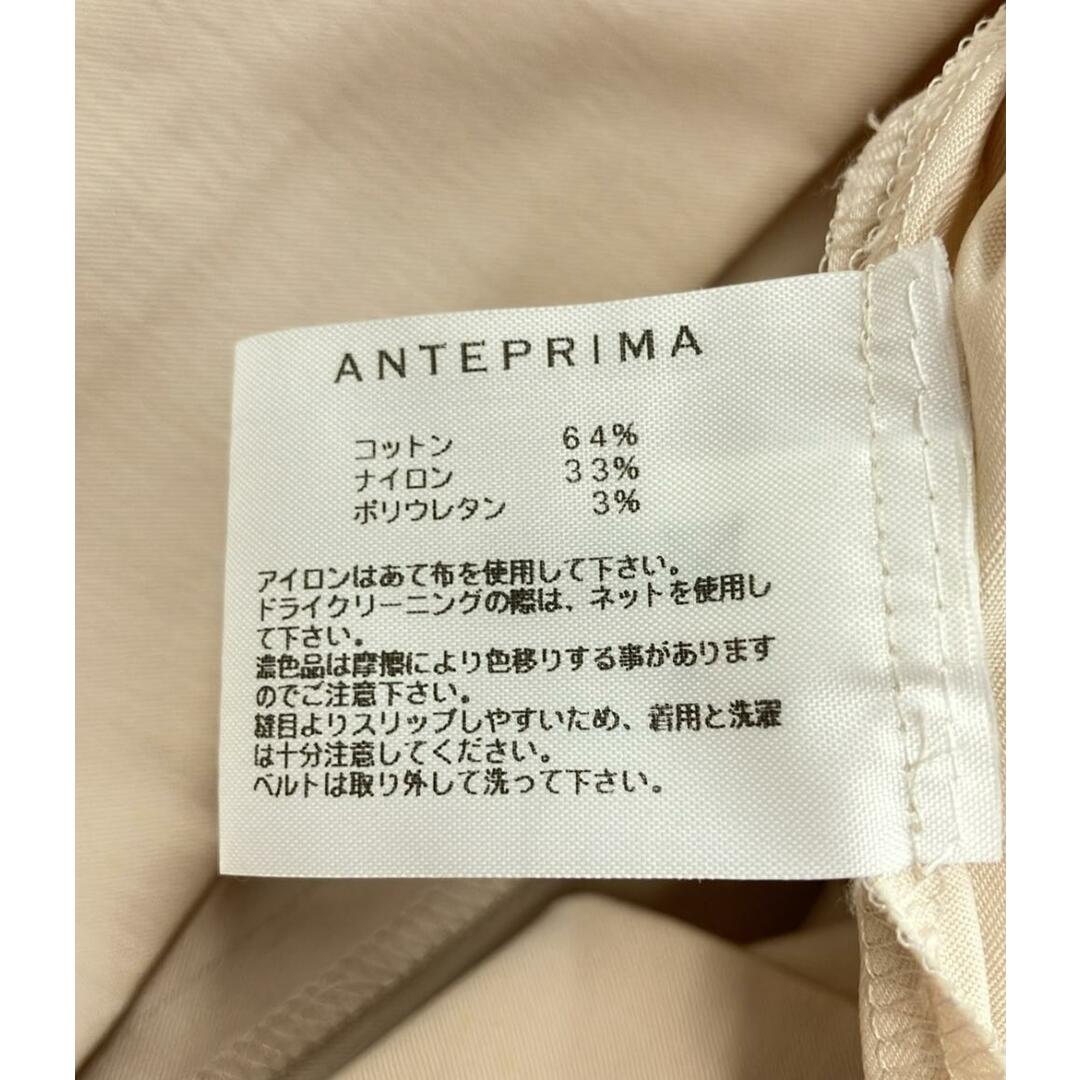 ANTEPRIMA
コットン 64%
ナイロン 33%
ポリウレタン 3%
アイロンはあて布を使用して下さい。
ドライクリーニングの際は、ネットを使用し
て下さい。
濃色品は摩擦により色移りする事があります
のでご注意下さい。
縫目よりスリップしやすいため、着用と洗濯
は十分注意してください。
ベルトは取り外して洗って下さい。